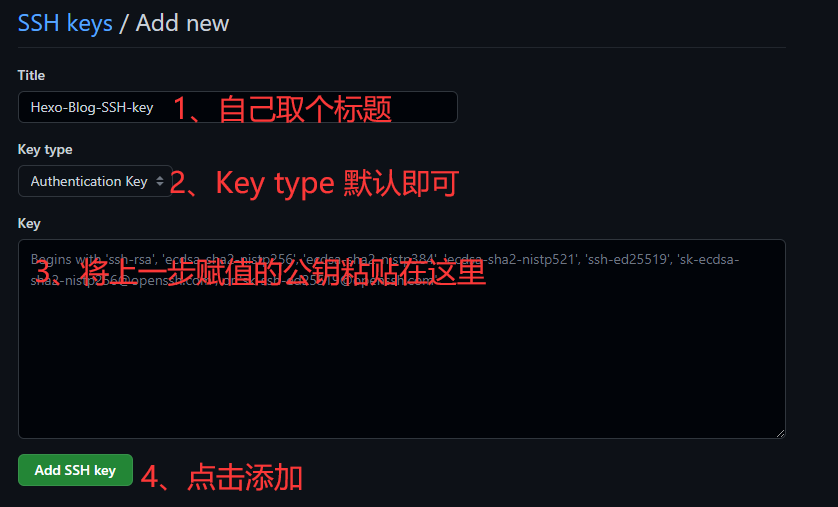 SSH keys / Add new
Title
Hexo-Blog-SSH-key
1、自己取个标题
Key type
Authentication Key
2、Key type 默认即可
Key
Begins with 'ssh-rsa', 'ecdsa-sha2-nistp256', 'ecdsa-sha2-nistp384', 'ecdsa-sha2-nistp521', 'ssh-ed25519', 'sk-ecdsa-
sha2-nistp256@openssh.com', or 'sk-ssh-ed25519@openssh.com'
3、将上一步赋值的公钥粘贴在这里
Add SSH key
4、点击添加